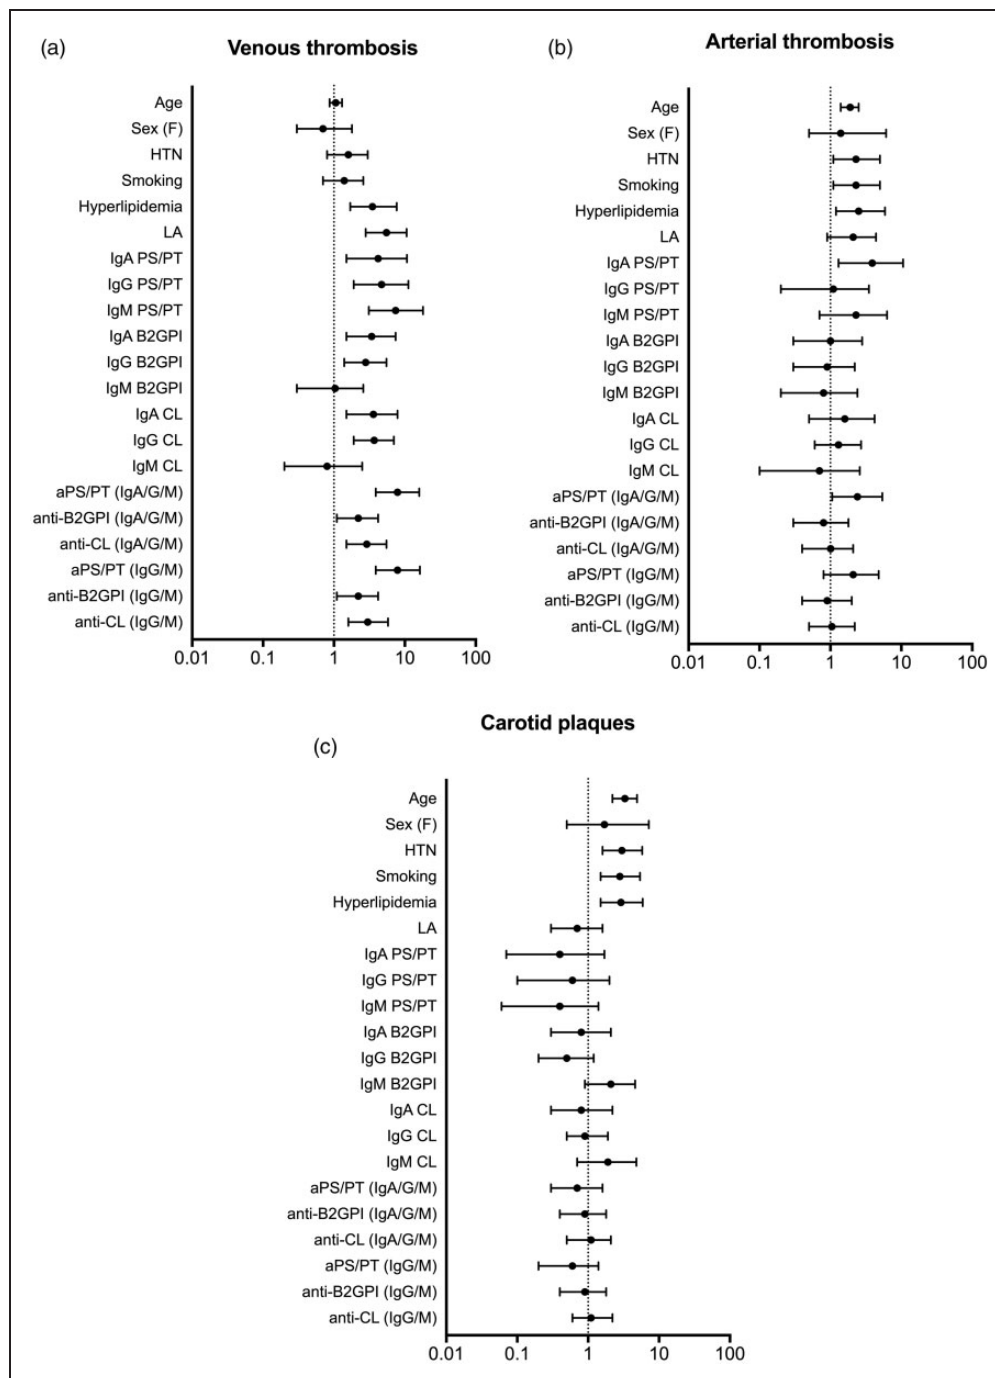 (a)
Venous thrombosis
Age
Sex (F)
HTN
Smoking
Hyperlipidemia
LA
IgA PS/PT
IgG PS/PT
IgM PS/PT
IgA B2GPI
IgG B2GPI
IgM B2GPI
IgA CL
IgG CL
IgM CL
aPS/PT (IgA/G/M)
anti-B2GPI (IgA/G/M)
anti-CL (IgA/G/M)
aPS/PT (IgG/M)
anti-B2GPI (IgG/M)
anti-CL (IgG/M)
0.01 0.1 1 10 100
(b)
Arterial thrombosis
Age
Sex (F)
HTN
Smoking
Hyperlipidemia
LA
IgA PS/PT
IgG PS/PT
IgM PS/PT
IgA B2GPI
IgG B2GPI
IgM B2GPI
IgA CL
IgG CL
IgM CL
aPS/PT (IgA/G/M)
anti-B2GPI (IgA/G/M)
anti-CL (IgA/G/M)
aPS/PT (IgG/M)
anti-B2GPI (IgG/M)
anti-CL (IgG/M)
0.01 0.1 1 10 100
(c)
Carotid plaques
Age
Sex (F)
HTN
Smoking
Hyperlipidemia
LA
IgA PS/PT
IgG PS/PT
IgM PS/PT
IgA B2GPI
IgG B2GPI
IgM B2GPI
IgA CL
IgG CL
IgM CL
aPS/PT (IgA/G/M)
anti-B2GPI (IgA/G/M)
anti-CL (IgA/G/M)
aPS/PT (IgG/M)
anti-B2GPI (IgG/M)
anti-CL (IgG/M)
0.01 0.1 1 10 100